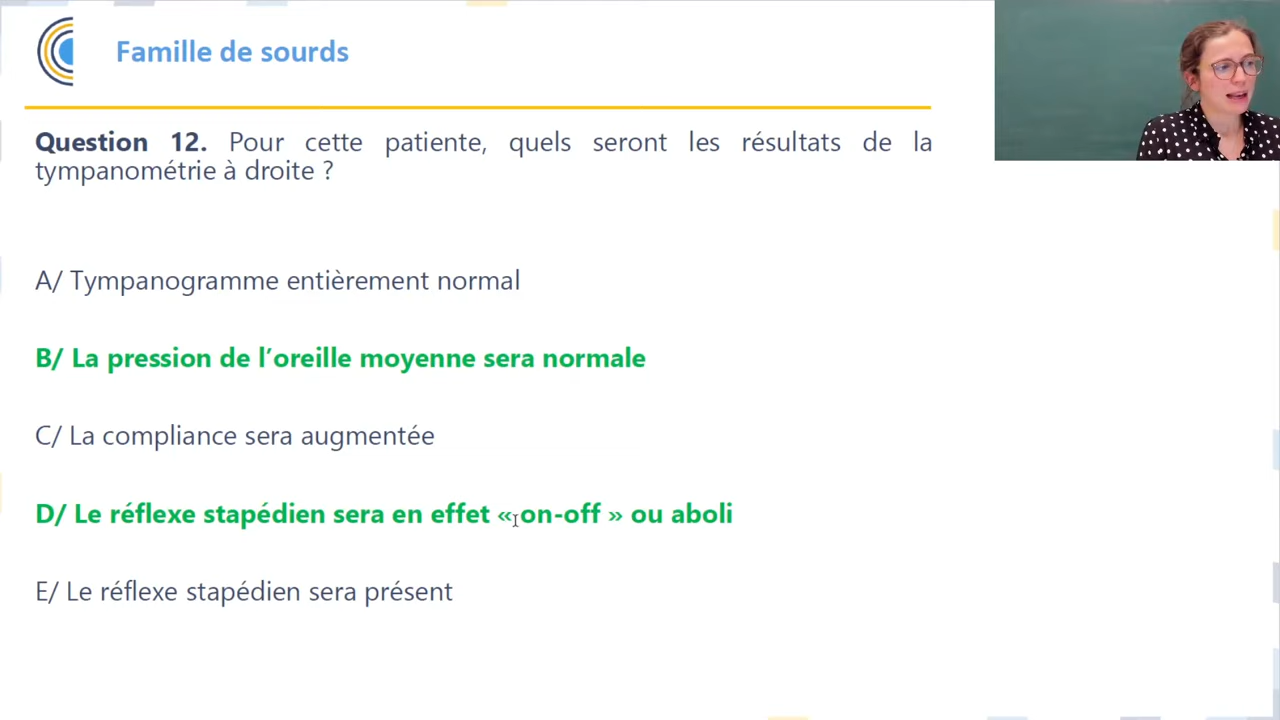 Famille de sourds
Question 12. Pour cette patiente, quels seront les résultats de la
tympanométrie à droite ?
A/ Tympanogramme entièrement normal
B/ La pression de l’oreille moyenne sera normale
C/ La compliance sera augmentée
D/ Le réflexe stapédien sera en effet « on-off » ou aboli
E/ Le réflexe stapédien sera présent